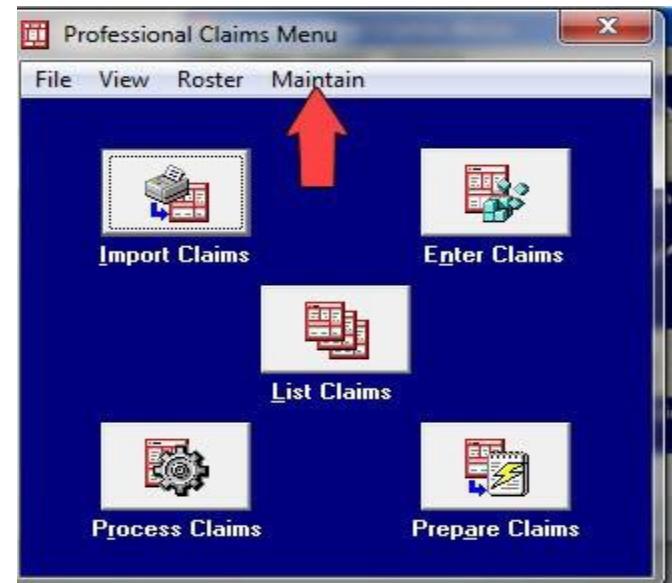 Professional Claims Menu
File View Roster Maintain
Import Claims
Enter Claims
List Claims
Process Claims
Prepare Claims